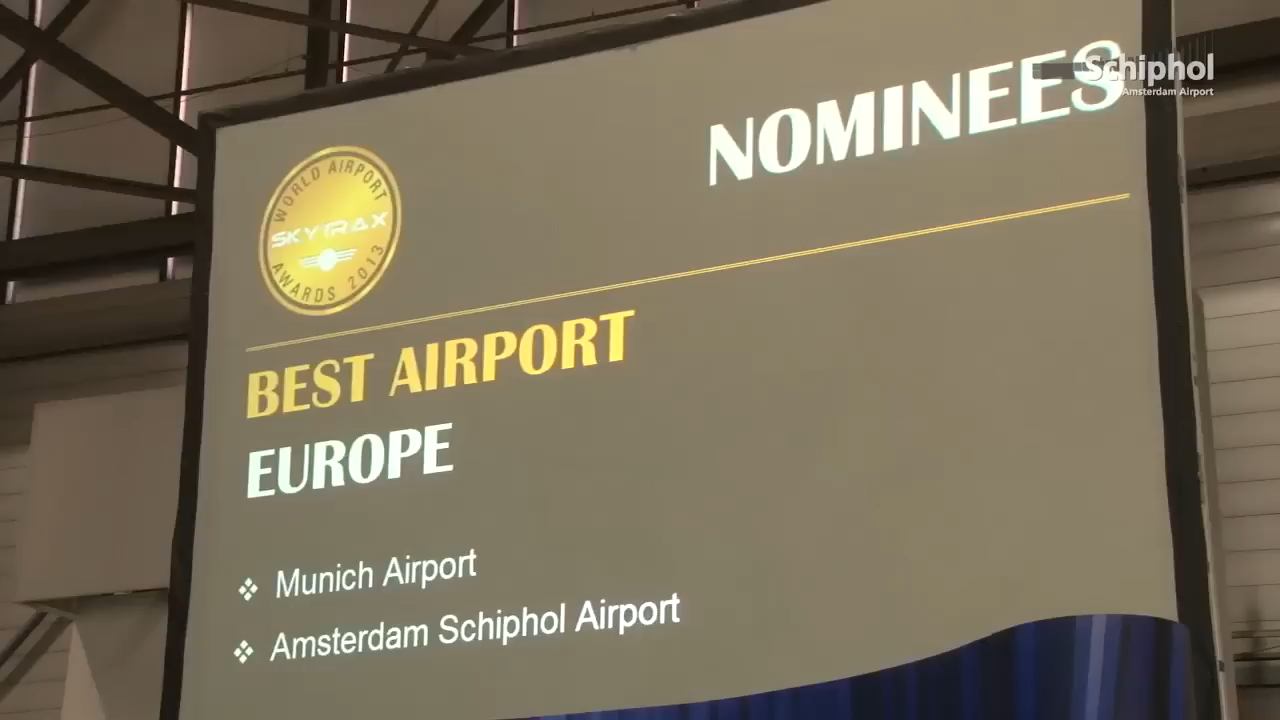 Schiphol
Amsterdam Airport
NOMINEES
WORLD AIRPORT
SKYTRAX
AWARDS 2013
BEST AIRPORT
EUROPE
❖ Munich Airport
❖ Amsterdam Schiphol Airport